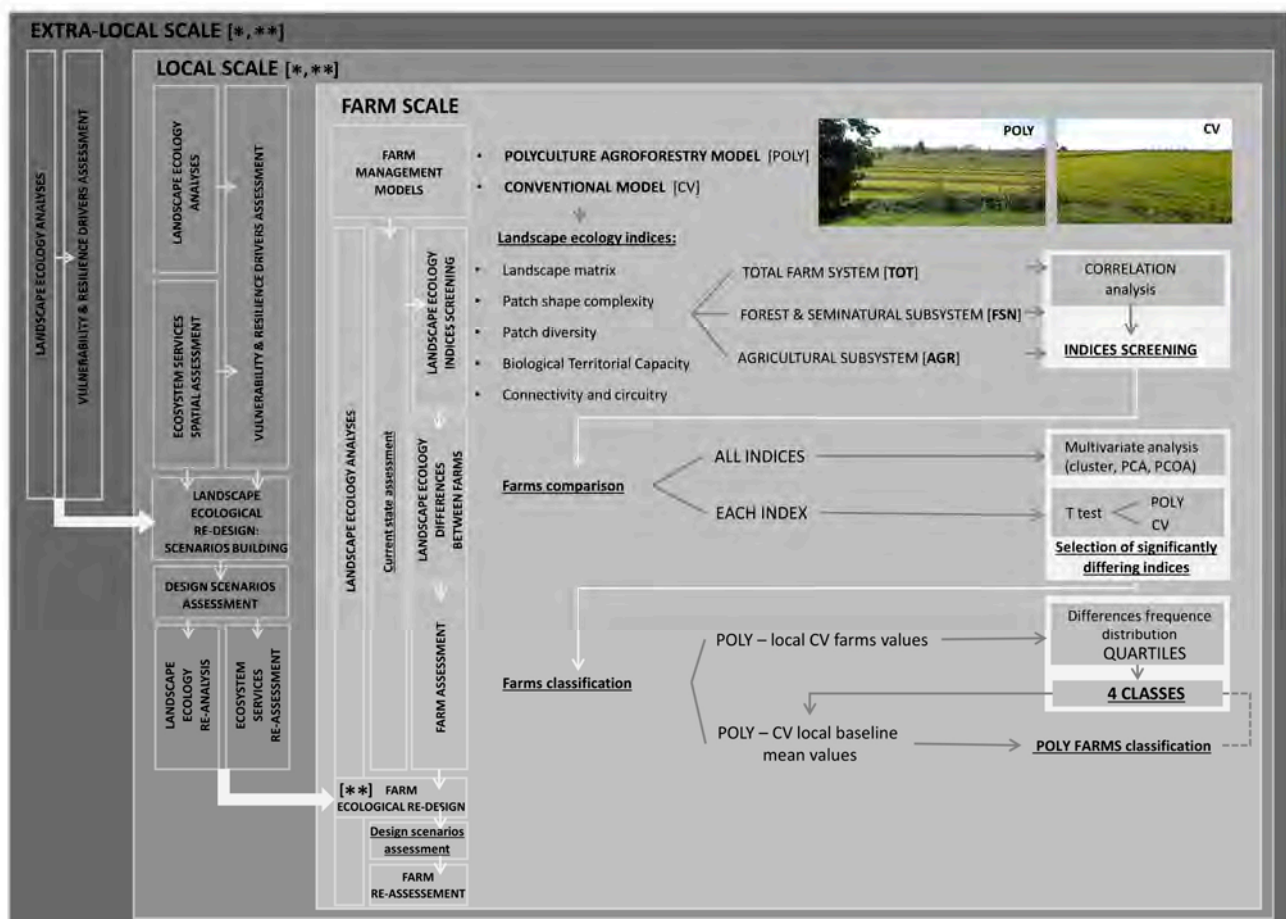 EXTRA-LOCAL SCALE [*,**]
LANDSCAPE ECOLOGY ANALYSES
VULNERABILITY & RESILIENCE DRIVERS ASSESSMENT
LOCAL SCALE [*,**]
LANDSCAPE ECOLOGY
ANALYSES
ECOSYSTEM SERVICES
SPATIAL ASSESSMENT
VULNERABILITY & RESILIENCE DRIVERS ASSESSMENT
LANDSCAPE
ECOLOGICAL
RE-DESIGN:
SCENARIOS BUILDING
DESIGN SCENARIOS
ASSESSMENT
LANDSCAPE
ECOLOGY
RE-ANALYSIS
ECOSYSTEM
SERVICES
RE-ASSESSMENT
FARM SCALE
FARM
MANAGEMENT
MODELS
LANDSCAPE ECOLOGY ANALYSES
Current state assessment
LANDSCAPE ECOLOGY
INDICES SCREENING
LANDSCAPE ECOLOGY
DIFFERENCES
BETWEEN FARMS
FARM ASSESSMENT
[**] FARM
ECOLOGICAL RE-DESIGN
Design scenarios
assessment
FARM
RE-ASSESSEMENT
• POLYCULTURE AGROFORESTRY MODEL [POLY]
• CONVENTIONAL MODEL [CV]
POLY
CV
Landscape ecology indices:
• Landscape matrix
• Patch shape complexity
• Patch diversity
• Biological Territorial Capacity
• Connectivity and circuitry
TOTAL FARM SYSTEM [TOT]
FOREST & SEMINATURAL SUBSYSTEM [FSN]
AGRICULTURAL SUBSYSTEM [AGR]
CORRELATION
analysis
INDICES SCREENING
Farms comparison
ALL INDICES
EACH INDEX
Multivariate analysis
(cluster, PCA, PCOA)
T test
POLY
CV
Selection of significantly
differing indices
Farms classification
POLY – local CV farms values
POLY – CV local baseline
mean values
Differences frequence
distribution
QUARTILES
4 CLASSES
POLY FARMS classification